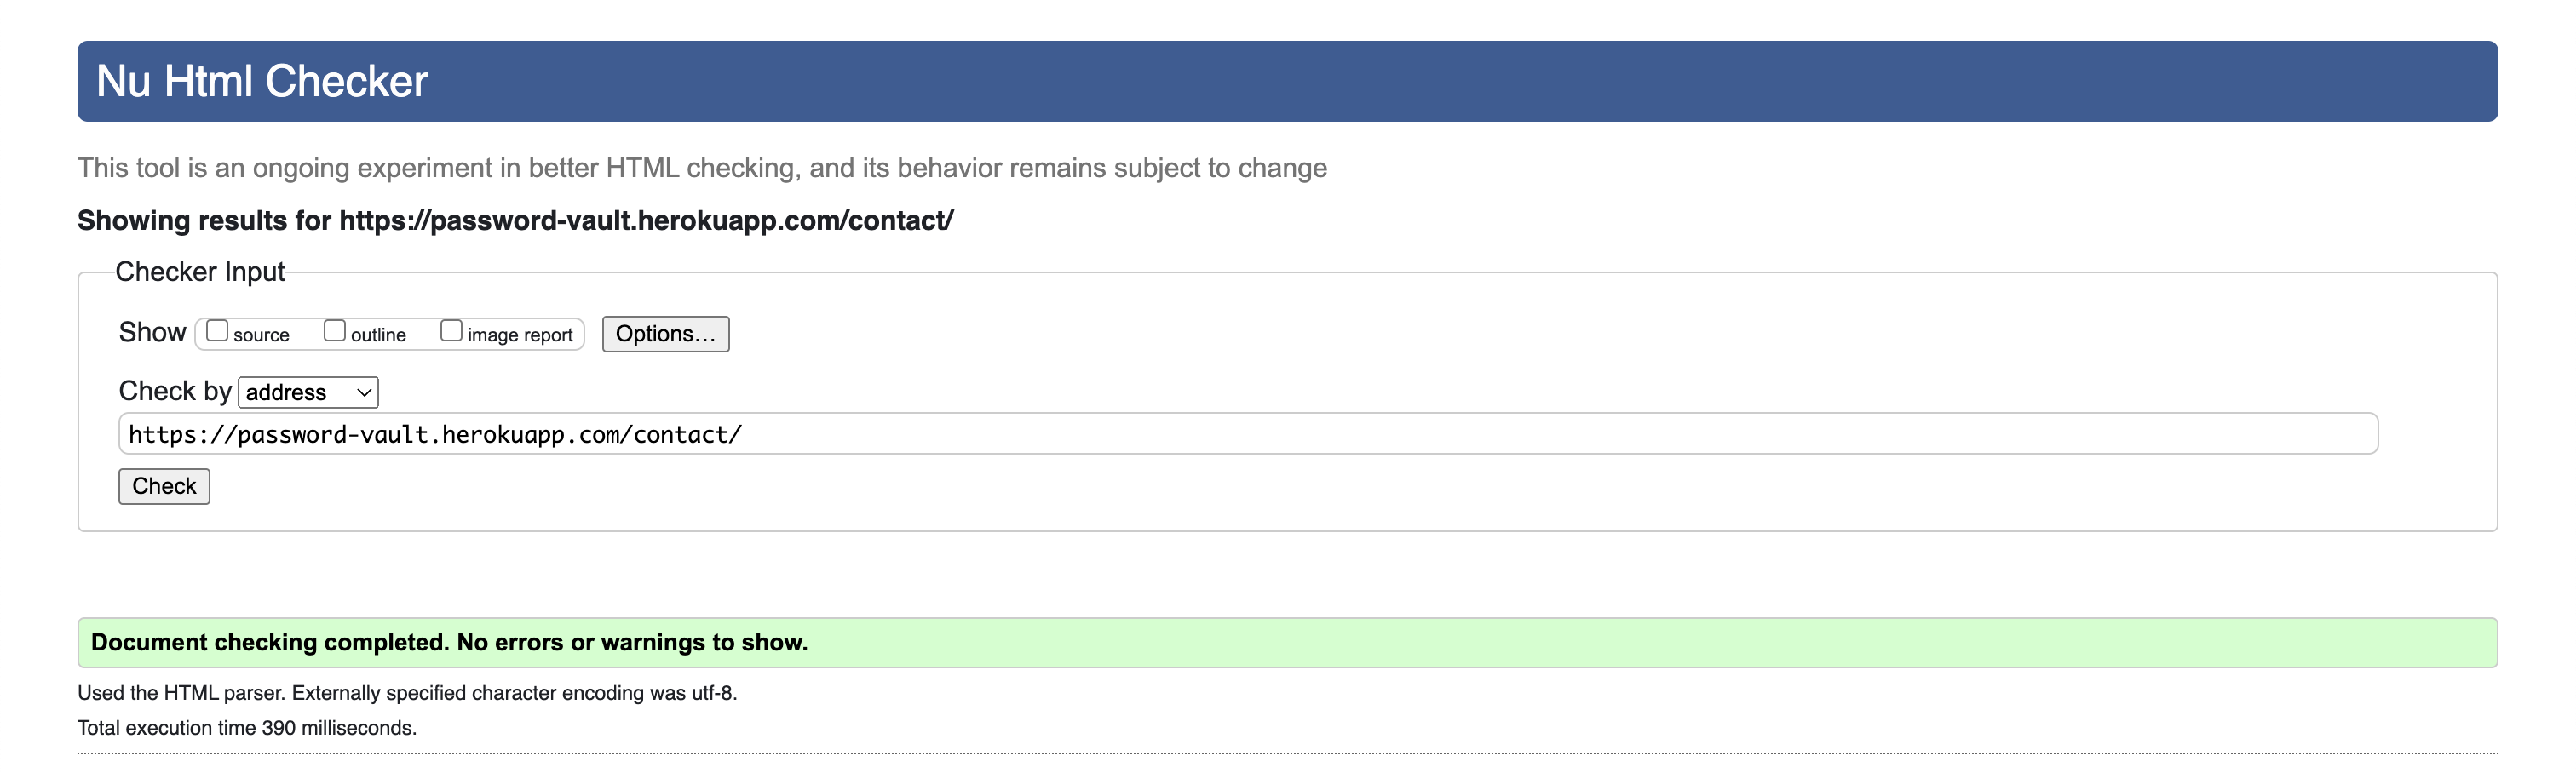 Nu Html Checker
This tool is an ongoing experiment in better HTML checking, and its behavior remains subject to change
Showing results for https://password-vault.herokuapp.com/contact/
Checker Input
Show source outline image report Options…
Check by address
https://password-vault.herokuapp.com/contact/
Check
Document checking completed. No errors or warnings to show.
Used the HTML parser. Externally specified character encoding was utf-8.
Total execution time 390 milliseconds.